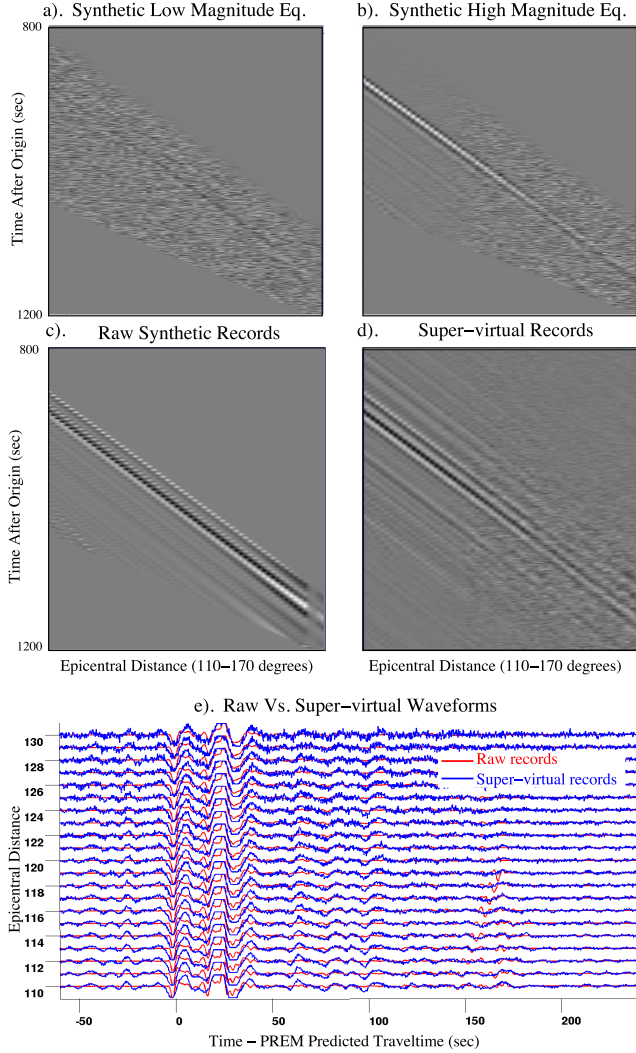 a). Synthetic Low Magnitude Eq.
b). Synthetic High Magnitude Eq.
800
Time After Origin (sec)
1200
c). Raw Synthetic Records
d). Super−virtual Records
800
Time After Origin (sec)
1200
Epicentral Distance (110−170 degrees)
Epicentral Distance (110−170 degrees)
e). Raw Vs. Super−virtual Waveforms
Epicentral Distance
130
128
126
124
122
120
118
116
114
112
110
Raw records
Super−virtual records
-50
0
50
100
150
200
Time − PREM Predicted Traveltime (sec)